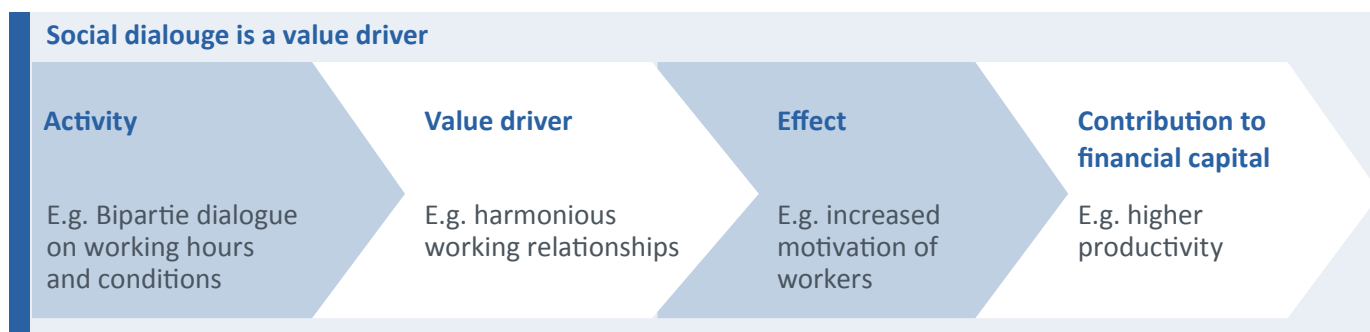 Social dialouge is a value driver
Activity
E.g. Bipartie dialogue
on working hours
and conditions
Value driver
E.g. harmonious
working relationships
Effect
E.g. increased
motivation of
workers
Contribution to
financial capital
E.g. higher
productivity